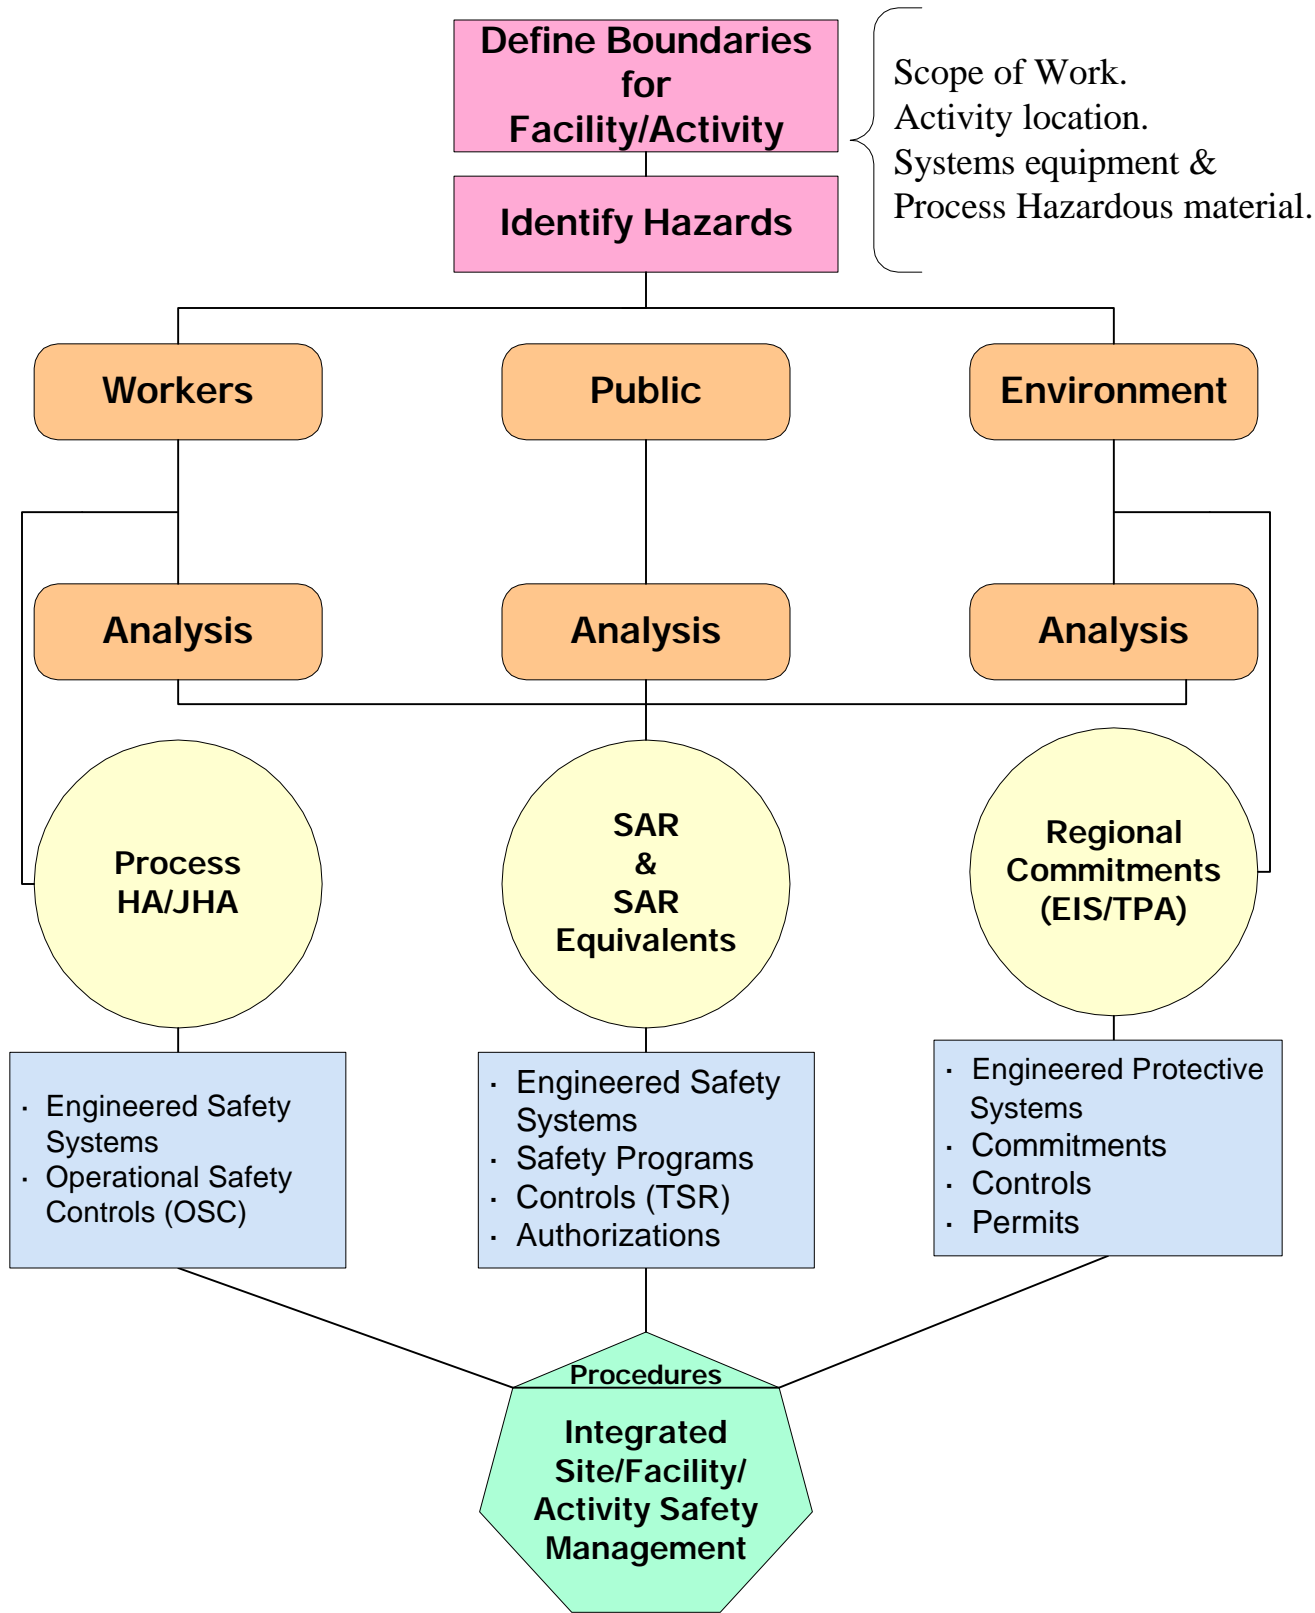 Define Boundaries
for
Facility/Activity
Scope of Work.
Activity location.
Systems equipment &
Process Hazardous material.
Identify Hazards
Workers
Public
Environment
Analysis
Analysis
Analysis
Process
HA/JHA
SAR
&
SAR
Equivalents
Regional
Commitments
(EIS/TPA)
· Engineered Safety
Systems
· Operational Safety
Controls (OSC)
· Engineered Safety
Systems
· Safety Programs
· Controls (TSR)
· Authorizations
· Engineered Protective
Systems
· Commitments
· Controls
· Permits
Procedures
Integrated
Site/Facility/
Activity Safety
Management